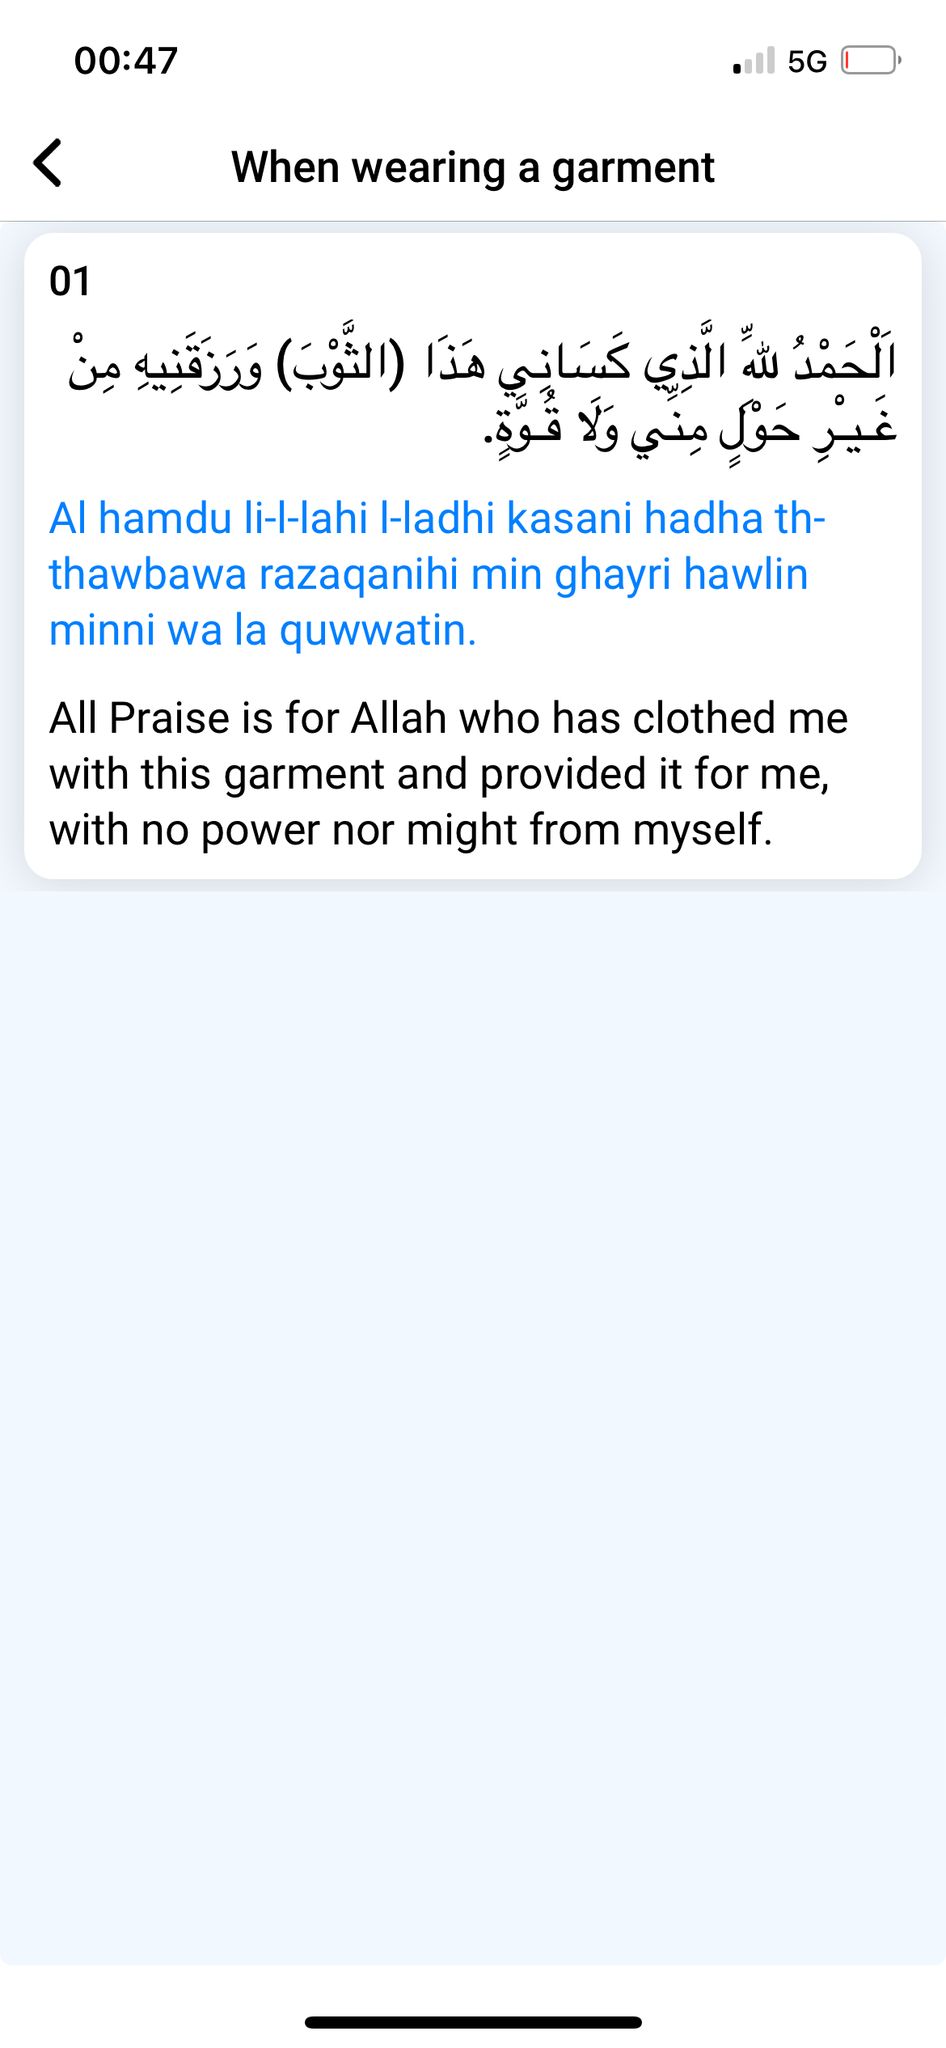 00:47
5G
When wearing a garment
01
اَلْحَمْدُ للهِ الَّذِي كَسَانِي هَذَا (الثَّوْبَ) وَرَزَقَنِيهِ مِنْ
غَيْرِ حَوْلٍ مِنِّي وَلَا قُوَّةٍ.
Al hamdu li-l-lahi l-ladhi kasani hadha th-
thawbawa razaqanihi min ghayri hawlin
minni wa la quwwatin.
All Praise is for Allah who has clothed me
with this garment and provided it for me,
with no power nor might from myself.